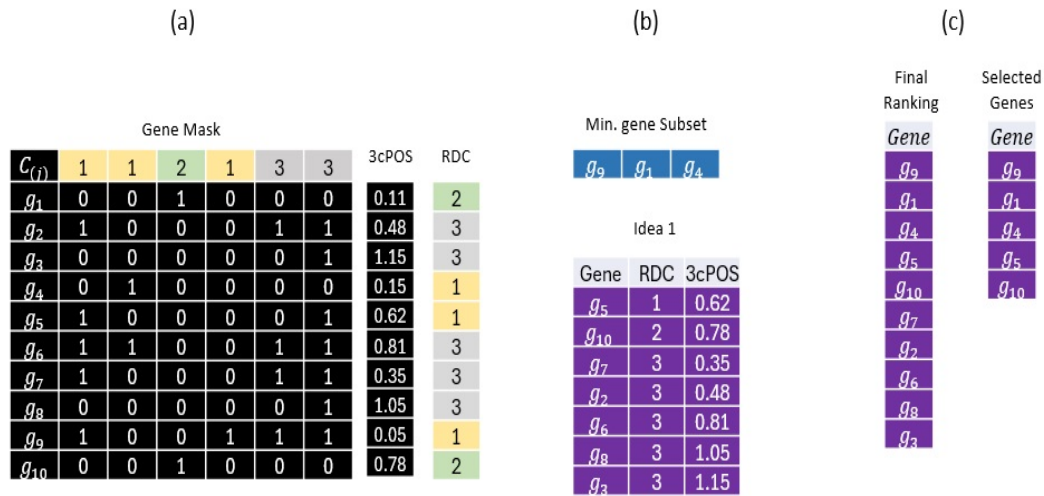 (a)
(b)
(c)
Gene Mask
3cPOS
RDC
C(j) 1 1 2 1 3 3
g1 0 0 1 0 0 0 0.11 2
g2 1 0 0 0 1 1 0.48 3
g3 0 0 0 0 0 1 1.15 3
g4 0 1 0 0 0 0 0.15 1
g5 1 0 0 0 0 1 0.62 1
g6 1 1 0 0 1 1 0.81 3
g7 1 0 0 0 1 1 0.35 3
g8 0 0 0 0 0 1 1.05 3
g9 1 0 0 1 1 1 0.05 1
g10 0 0 1 0 0 0 0.78 2
Min. gene Subset
g9 g1 g4
Idea 1
Gene RDC 3cPOS
g5 1 0.62
g10 2 0.78
g7 3 0.35
g2 3 0.48
g6 3 0.81
g8 3 1.05
g3 3 1.15
Final
Ranking
Gene
g9
g1
g4
g5
g10
g7
g2
g6
g8
g3
Selected
Genes
Gene
g9
g1
g4
g5
g10